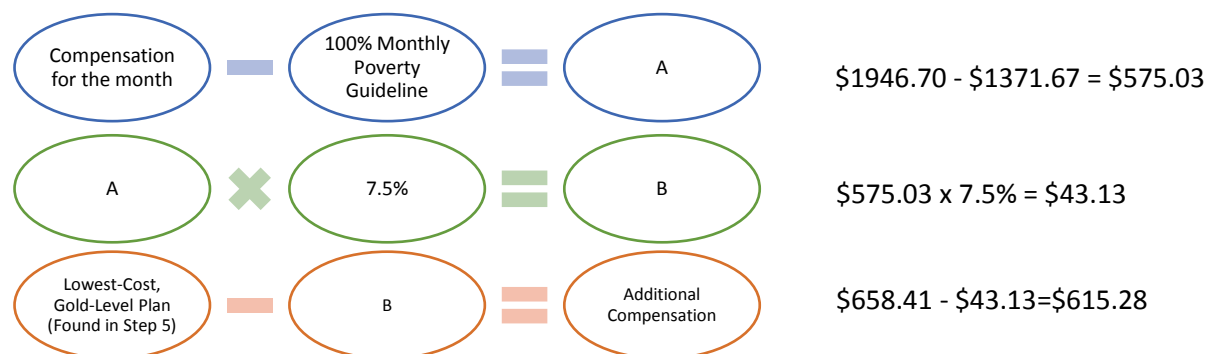 Compensation
for the month
100% Monthly
Poverty
Guideline
A
$1946.70 - $1371.67 = $575.03
A
7.5%
B
$575.03 x 7.5% = $43.13
Lowest-Cost,
Gold-Level Plan
(Found in Step 5)
B
Additional
Compensation
$658.41 - $43.13=$615.28